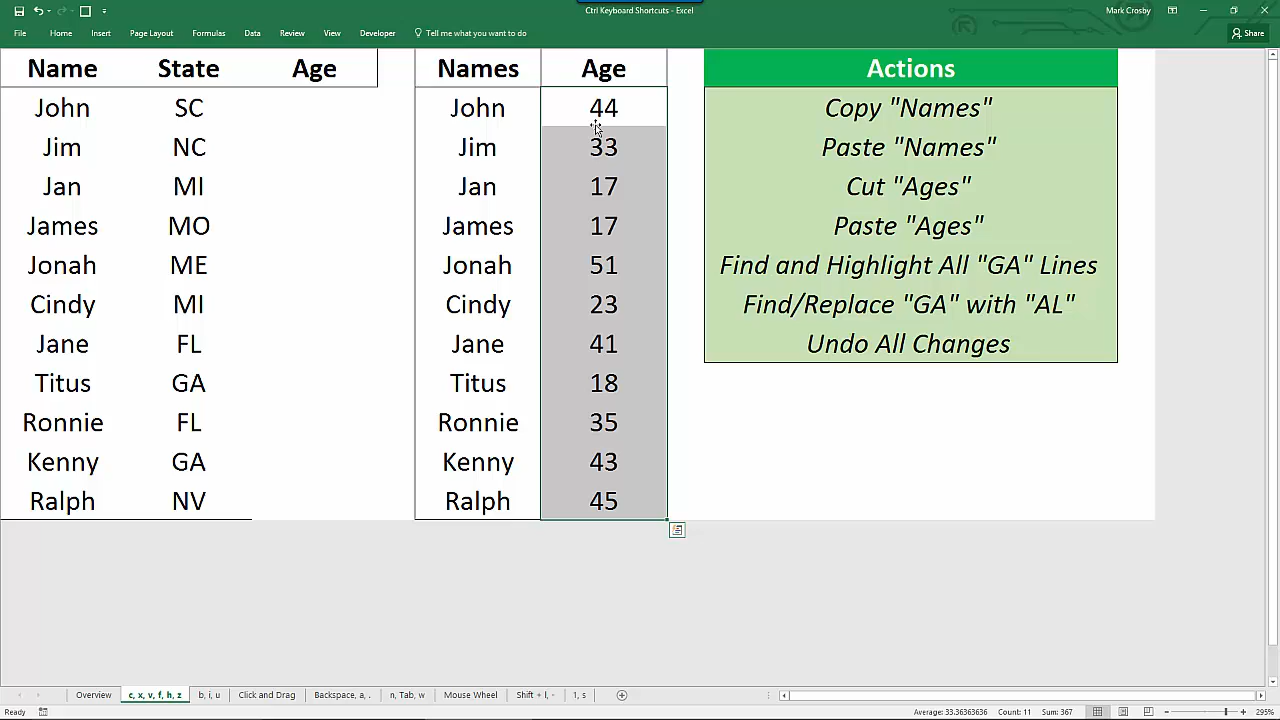 Ctrl Keyboard Shortcuts - Excel
Mark Crosby
File Home Insert Page Layout Formulas Data Review View Developer Tell me what you want to do
Share
Name State Age Names Age Actions
John SC John 44 Copy "Names"
Jim NC Jim 33 Paste "Names"
Jan MI Jan 17 Cut "Ages"
James MO James 17 Paste "Ages"
Jonah ME Jonah 51 Find and Highlight All "GA" Lines
Cindy MI Cindy 23 Find/Replace "GA" with "AL"
Jane FL Jane 41 Undo All Changes
Titus GA Titus 18
Ronnie FL Ronnie 35
Kenny GA Kenny 43
Ralph NV Ralph 45
Overview c, x, v, f, h, z b, i, u Click and Drag Backspace, a, . n, Tab, w Mouse Wheel Shift + l, - 1, s
Ready Average: 33.36363636 Count: 11 Sum: 367 295%